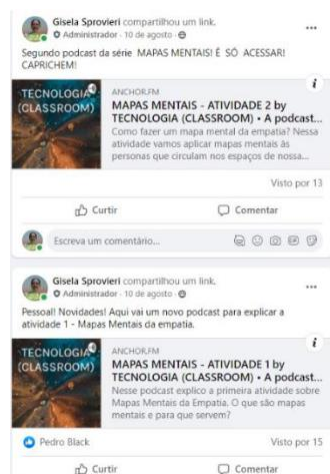 Gisela Sprovieri compartilhou um link.
Administrador · 10 de agosto ·
Segundo podcast da série MAPAS MENTAIS! É SÓ ACESSAR!
CAPRICHEM!
TECNOLOGIA
(CLASSROOM)
ANCHOR.FM
MAPAS MENTAIS - ATIVIDADE 2 by
TECNOLOGIA (CLASSROOM) • A podcast...
Como fazer um mapa mental da empatia? Nessa
atividade vamos aplicar mapas mentais às
personas que circulam nos espaços de nossa...
Visto por 13
Curtir
Comentar
Escreva um comentário...
Gisela Sprovieri compartilhou um link.
Administrador · 10 de agosto ·
Pessoal! Novidades! Aqui vai um novo podcast para explicar a
atividade 1 - Mapas Mentais da empatia.
TECNOLOGIA
(CLASSROOM)
ANCHOR.FM
MAPAS MENTAIS - ATIVIDADE 1 by
TECNOLOGIA (CLASSROOM) • A podcast...
Nesse podcast explico a primeira atividade sobre
Mapas Mentais da Empatia. O que são mapas
mentais e para que servem?
Pedro Black
Visto por 15
Curtir
Comentar